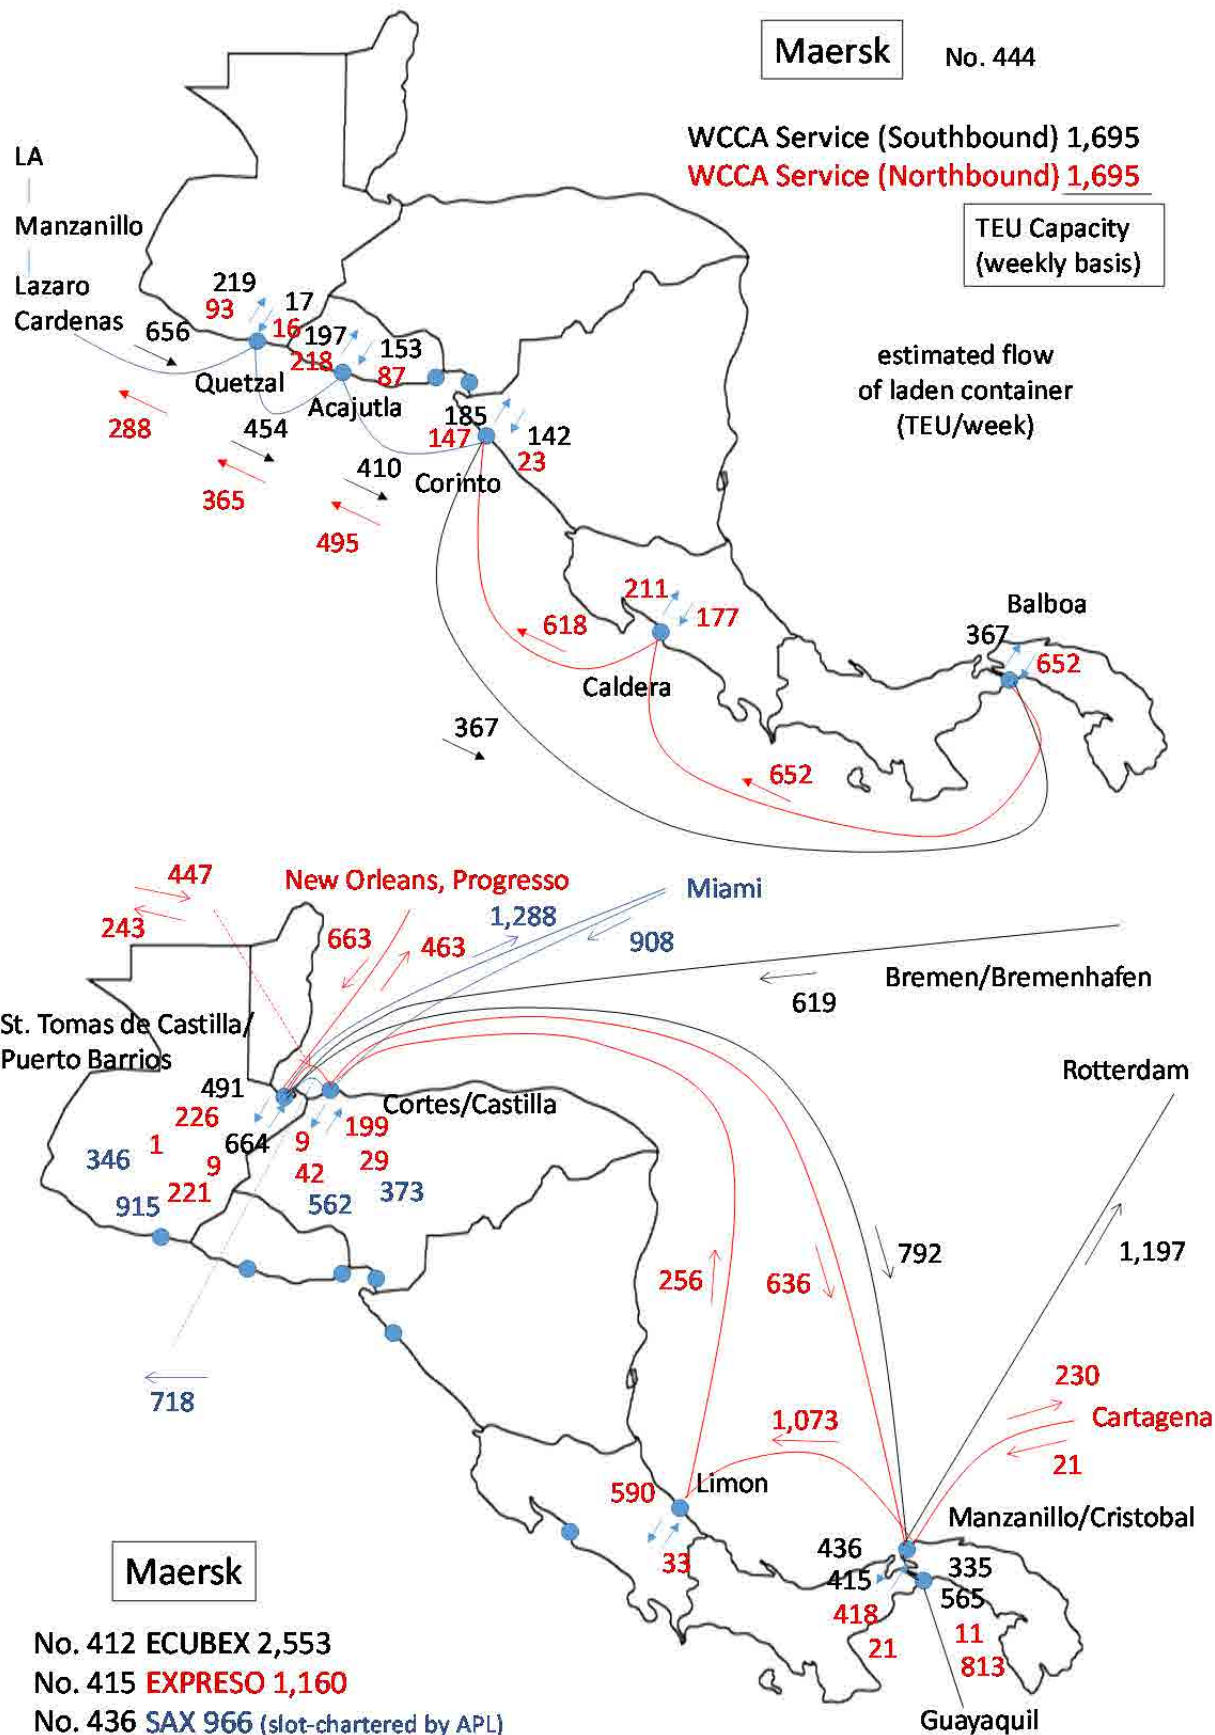 Maersk No. 444
WCCA Service (Southbound) 1,695
WCCA Service (Northbound) 1,695
TEU Capacity
(weekly basis)
estimated flow
of laden container
(TEU/week)
LA
Manzanillo
Lazaro
Cardenas
656
219
93
17
16
197
218
153
87
Quetzal
Acajutla
288
454
365
185
147
142
23
410
Corinto
495
211
177
618
Caldera
Balboa
367
652
367
652
447
243
New Orleans, Progresso
663
463
1,288
Miami
908
Bremen/Bremenhafen
619
St. Tomas de Castilla/
Puerto Barrios
Rotterdam
491
226
1
346
664
9
221
915
Cortes/Castilla
9
199
42
29
562
373
718
256
636
792
1,197
1,073
230
Cartagena
21
590
Limon
33
Manzanillo/Cristobal
436
415
418
21
335
565
11
813
Guayaquil
Maersk
No. 412 ECUBEX 2,553
No. 415 EXPRESO 1,160
No. 436 SAX 966 (slot-chartered by APL)